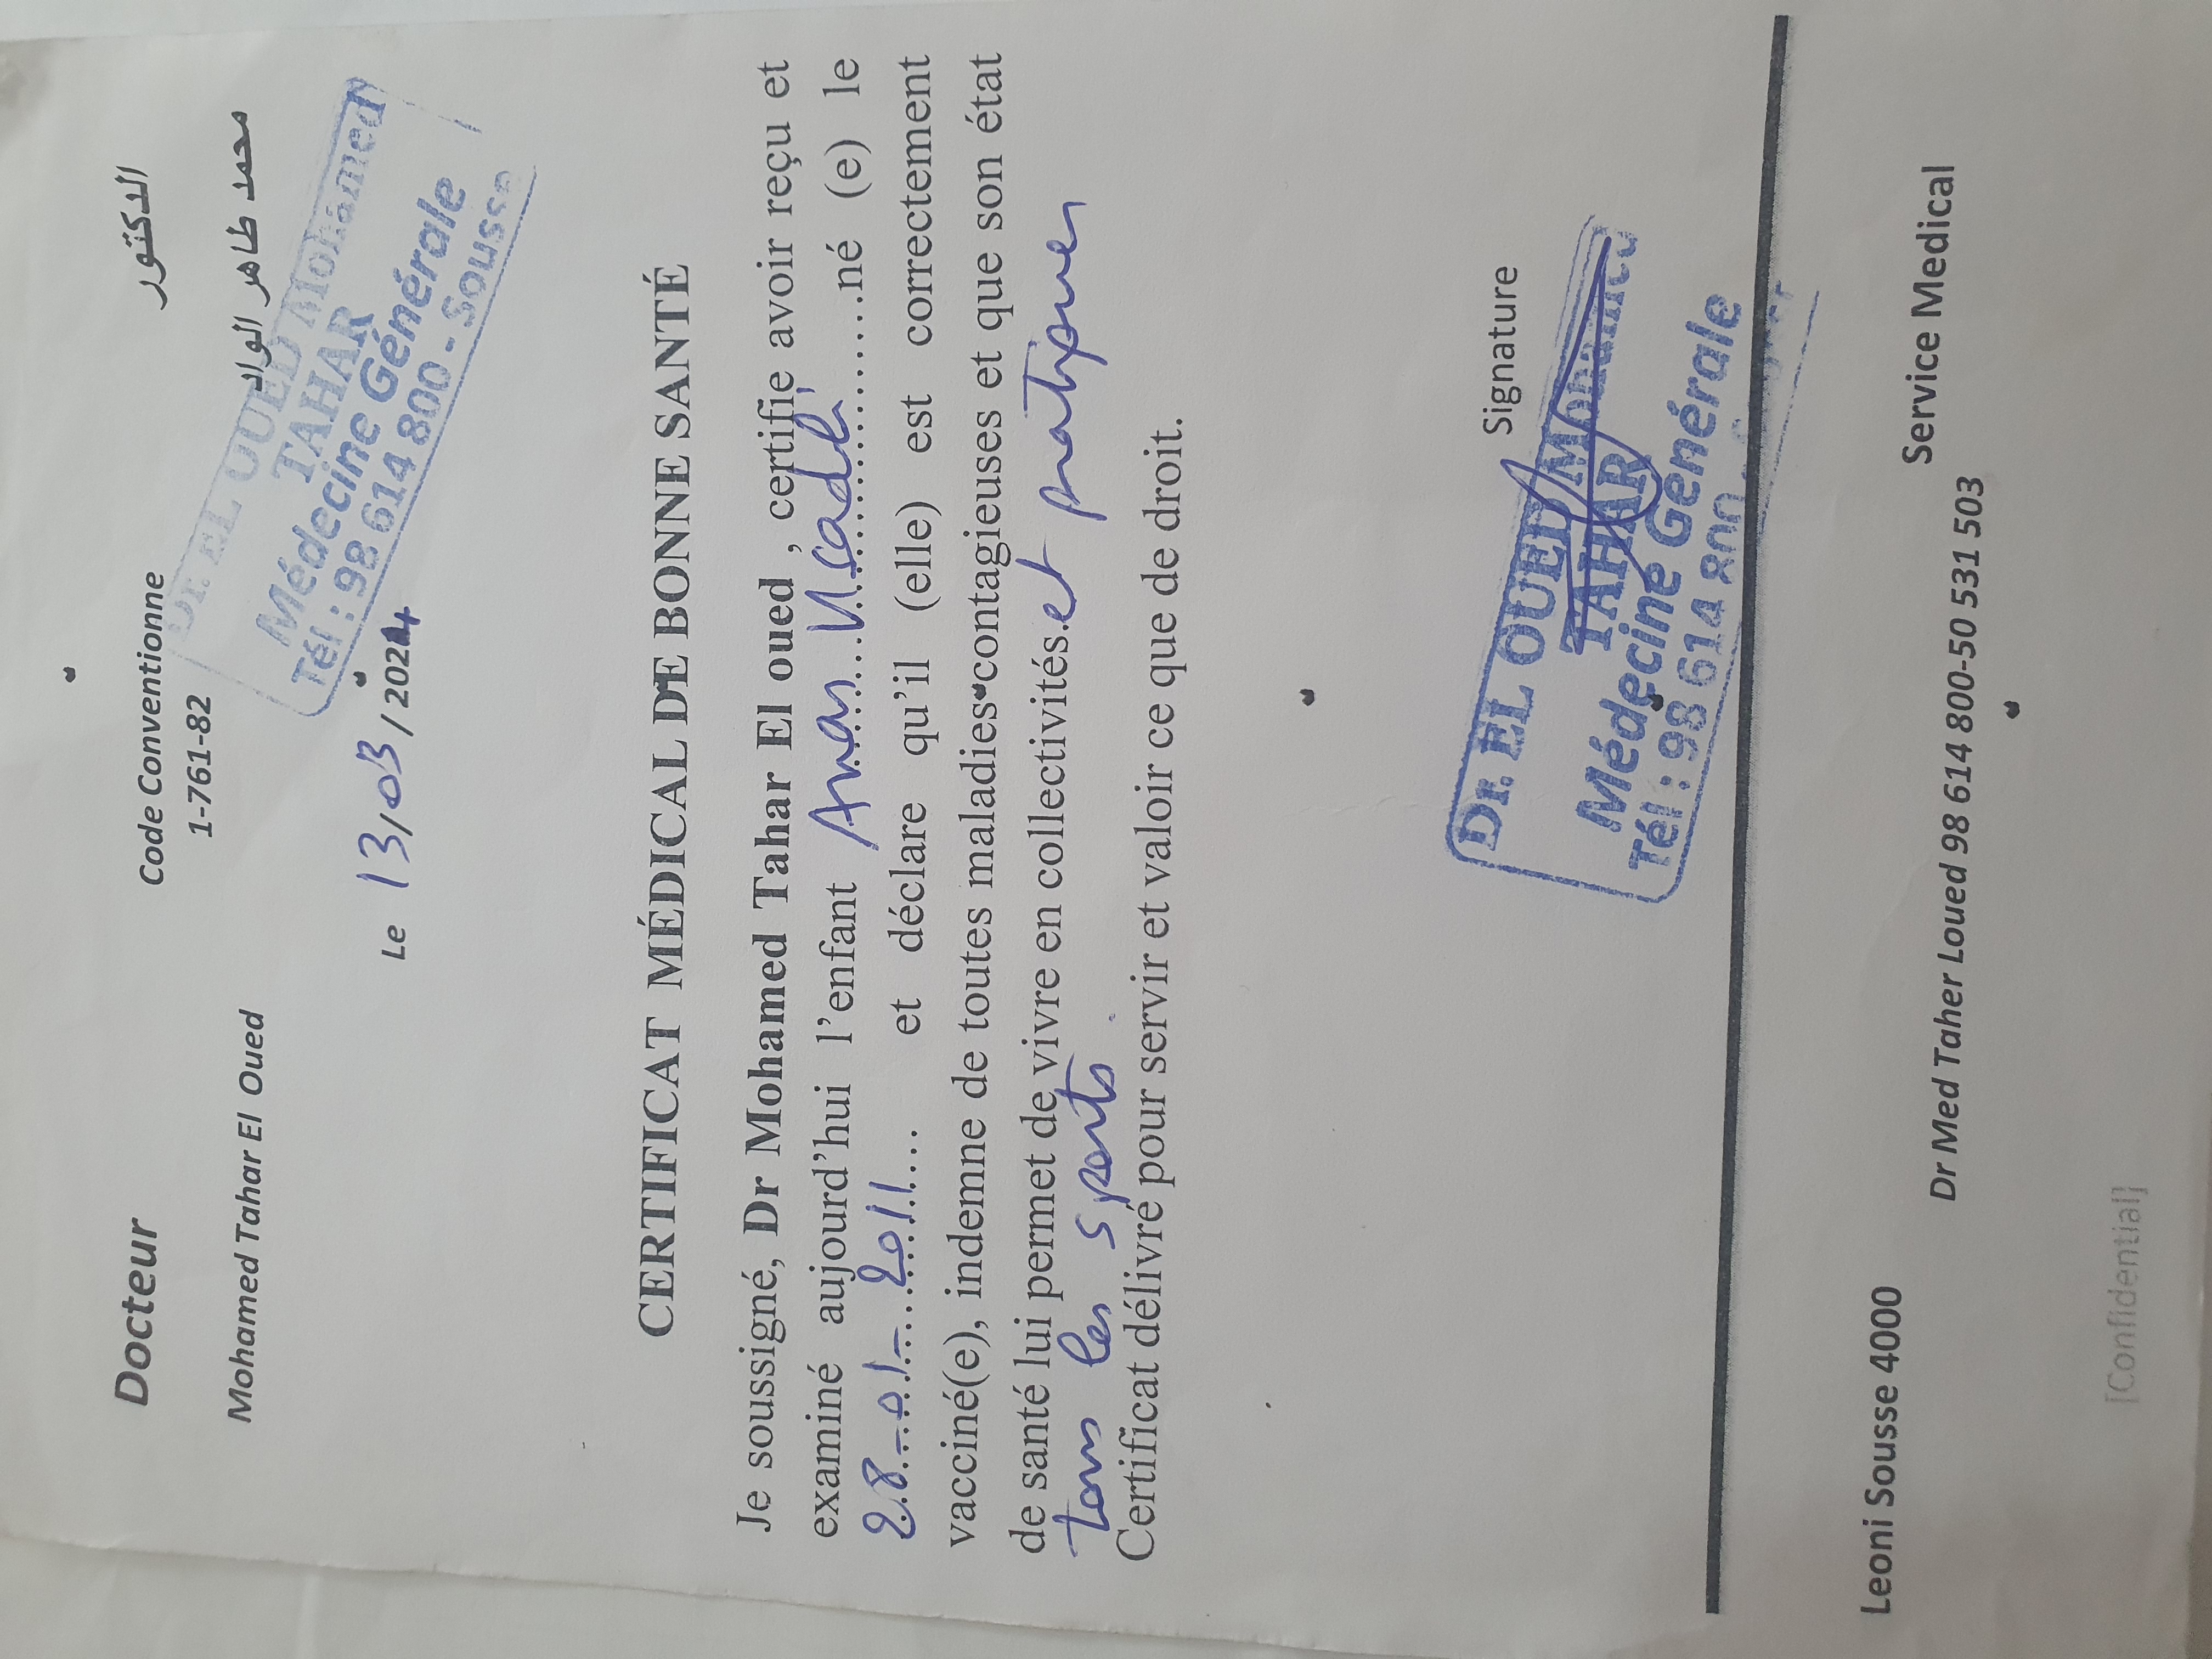 Docteur
Code Conventionne
الدكتور
Mohamed Tahar El Oued
1-761-82
محمد طاهر الواد
Dr. EL OUED Mohamed
TAHAR
Médecine Générale
Tél : 98 614 800 - Sousse
Le 13/03/2024
CERTIFICAT MÉDICAL DE BONNE SANTÉ
Je soussigné, Dr Mohamed Tahar El oued , certifie avoir reçu et
examiné aujourd'hui l'enfant Anas .......né (e) le
28-01-2011... et déclare qu'il (elle) est correctement
vacciné(e), indemne de toutes maladies contagieuses et que son état
de santé lui permet de vivre en collectivités. et pratiquer
tous les sports.
Certificat délivré pour servir et valoir ce que de droit.
Signature
Dr. EL OUED Mohamed
TAHAR
Médecine Générale
Tél : 98 614 800
Leoni Sousse 4000
Service Medical
Dr Med Taher Loued 98 614 800-50 531 503
[Confidential]